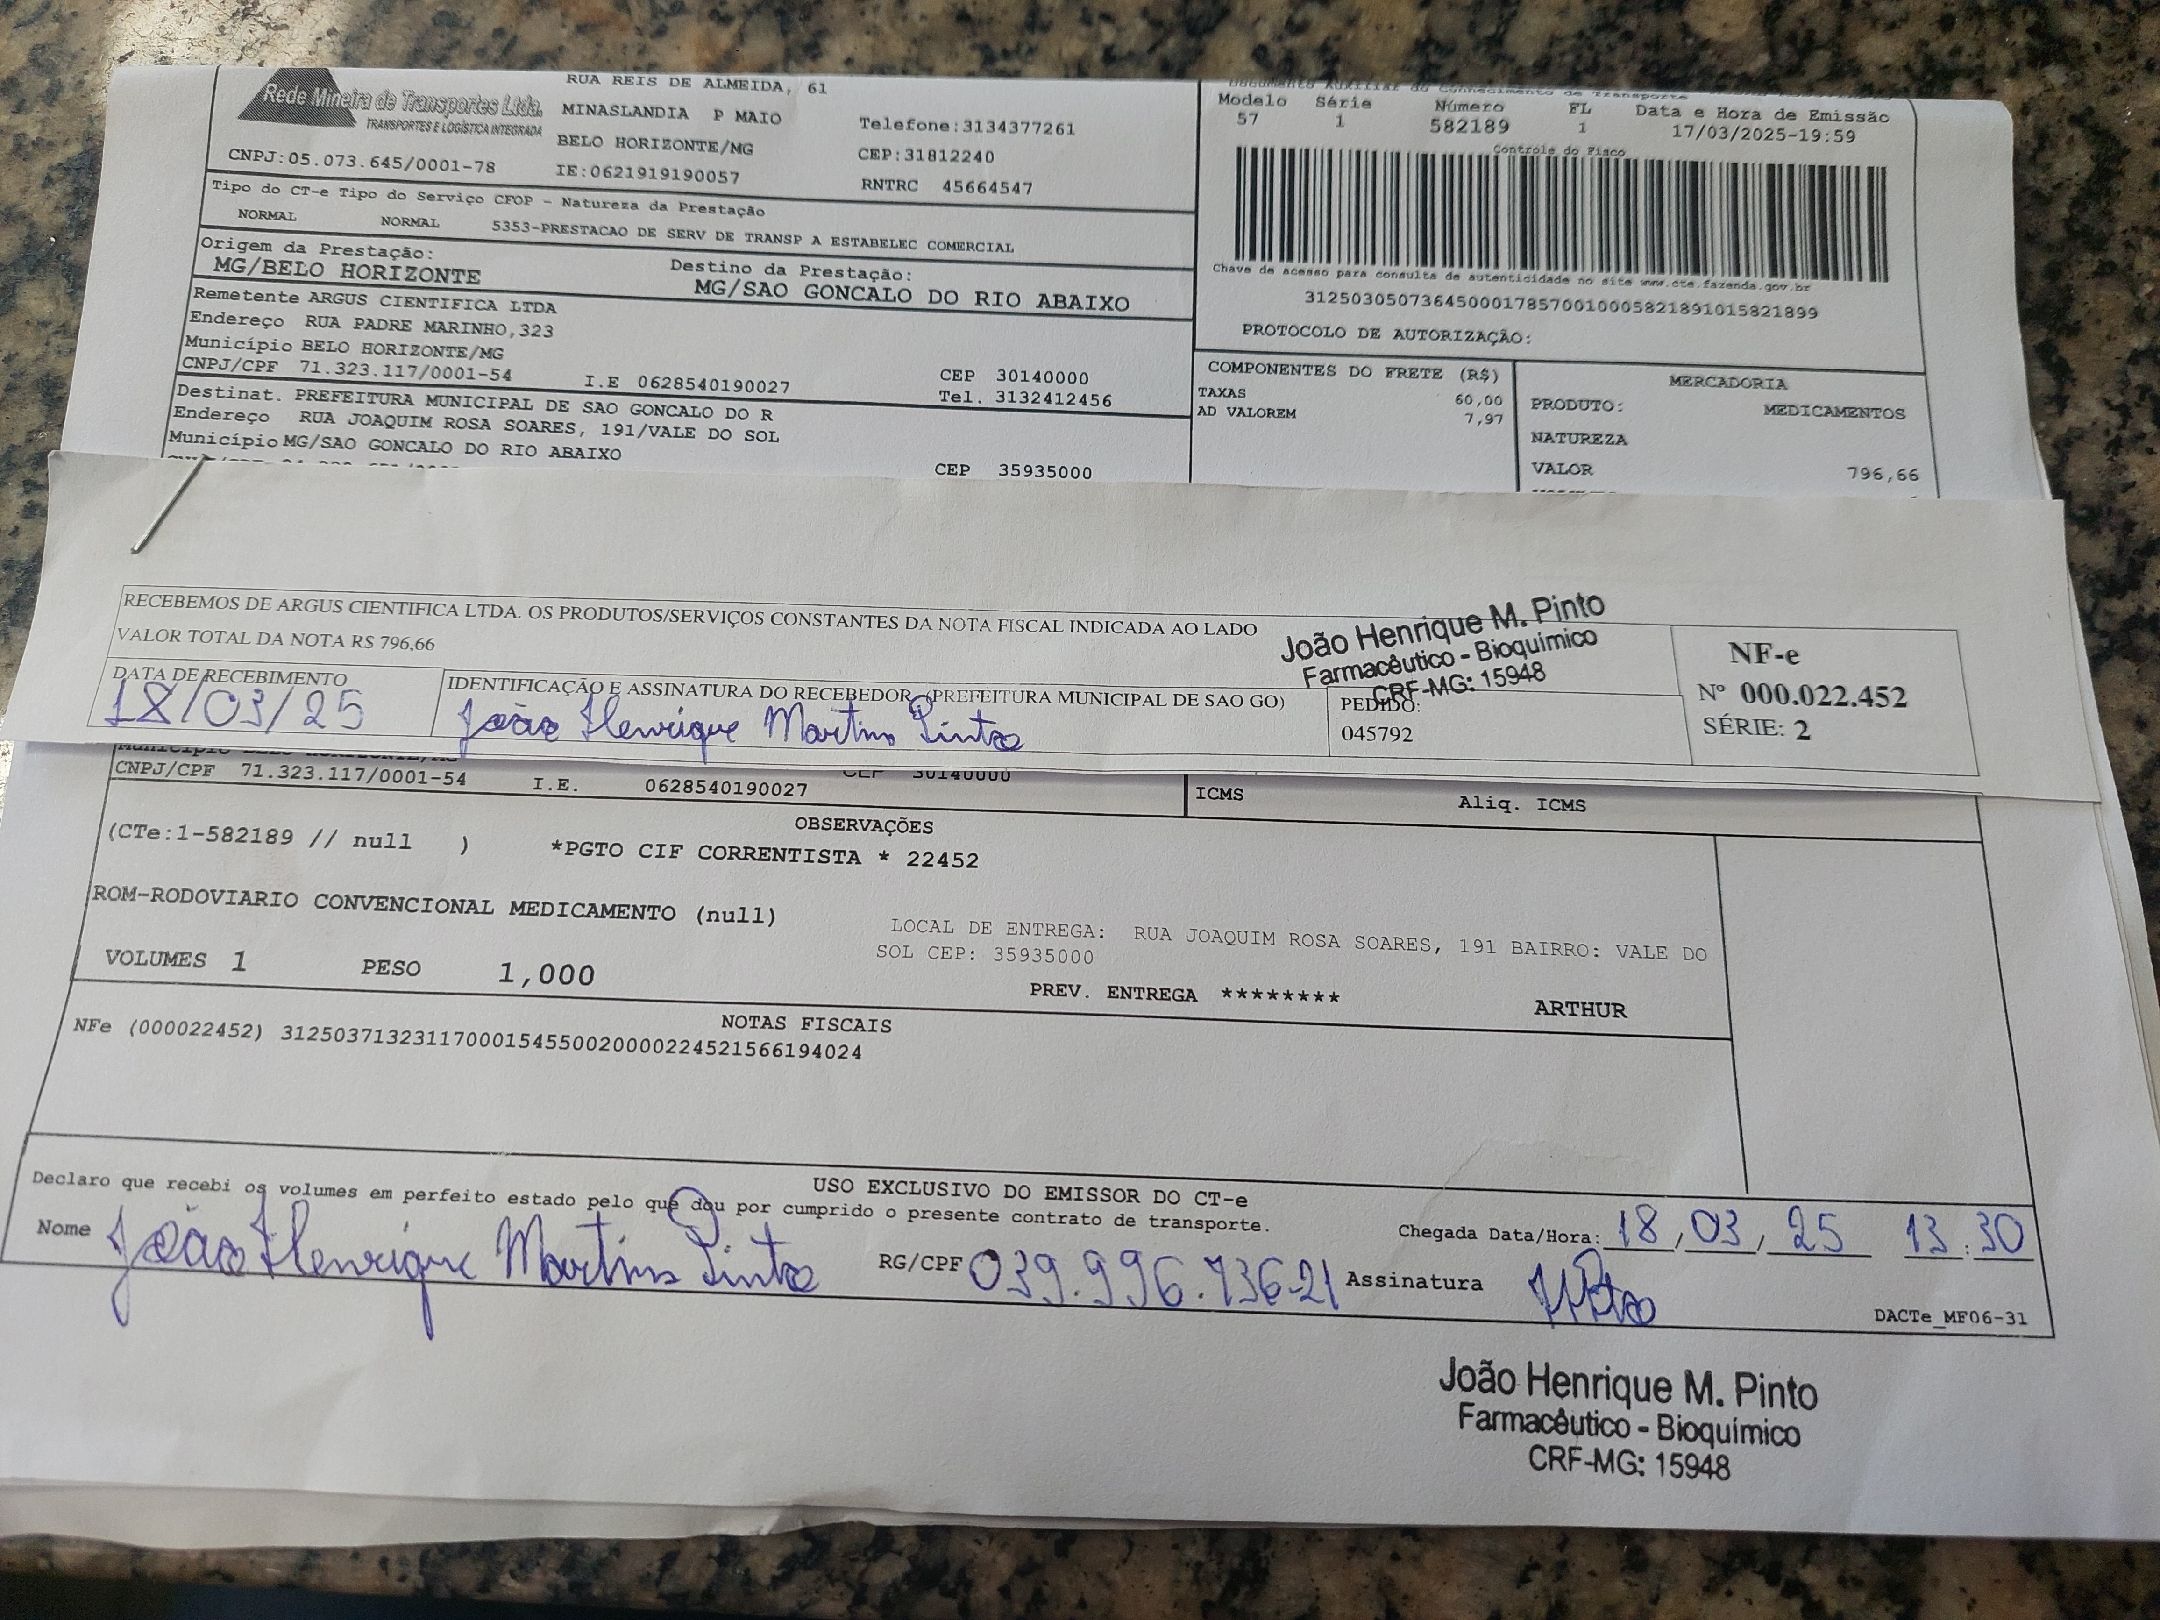 Rede Mineira de Transportes Ltda.
TRANSPORTES E LOGÍSTICA INTEGRADA
CNPJ:05.073.645/0001-78
RUA REIS DE ALMEIDA, 61
MINASLANDIA P MAIO
BELO HORIZONTE/MG
IE:0621919190057
Telefone:3134377261
CEP:31812240
RNTRC 45664547
Documento Auxiliar do Conhecimento de Transporte
Modelo Série Número FL Data e Hora de Emissão
57 1 582189 1 17/03/2025-19:59
Controle do Fisco
Chave de acesso para consulta de autenticidade no site www.cte.fazenda.gov.br
31250305073645000178570010005821891015821899
PROTOCOLO DE AUTORIZAÇÃO:
Tipo do CT-e Tipo do Serviço CFOP - Natureza da Prestação
NORMAL NORMAL 5353-PRESTACAO DE SERV DE TRANSP A ESTABELEC COMERCIAL
Origem da Prestação: Destino da Prestação:
MG/BELO HORIZONTE MG/SAO GONCALO DO RIO ABAIXO
Remetente ARGUS CIENTIFICA LTDA
Endereço RUA PADRE MARINHO,323
Município BELO HORIZONTE/MG CEP 30140000
CNPJ/CPF 71.323.117/0001-54 I.E 0628540190027 Tel. 3132412456
Destinat. PREFEITURA MUNICIPAL DE SAO GONCALO DO R
Endereço RUA JOAQUIM ROSA SOARES, 191/VALE DO SOL
Município MG/SAO GONCALO DO RIO ABAIXO CEP 35935000
COMPONENTES DO FRETE (R$)
TAXAS 60,00
AD VALOREM 7,97
MERCADORIA
PRODUTO: MEDICAMENTOS
NATUREZA
VALOR 796,66
RECEBEMOS DE ARGUS CIENTIFICA LTDA. OS PRODUTOS/SERVIÇOS CONSTANTES DA NOTA FISCAL INDICADA AO LADO
VALOR TOTAL DA NOTA R$ 796,66
João Henrique M. Pinto
Farmacêutico - Bioquímico
CRF-MG: 15948
DATA DE RECEBIMENTO
18/03/25
IDENTIFICAÇÃO E ASSINATURA DO RECEBEDOR (PREFEITURA MUNICIPAL DE SAO GO)
João Henrique Martins Pinto
PEDIDO:
045792
NF-e
Nº 000.022.452
SÉRIE: 2
Município BELO HORIZONTE/MG CEP 30140000
CNPJ/CPF 71.323.117/0001-54 I.E. 0628540190027
ICMS Aliq. ICMS
OBSERVAÇÕES
(CTe:1-582189 // null ) *PGTO CIF CORRENTISTA * 22452
ROM-RODOVIARIO CONVENCIONAL MEDICAMENTO (null)
LOCAL DE ENTREGA: RUA JOAQUIM ROSA SOARES, 191 BAIRRO: VALE DO
SOL CEP: 35935000
VOLUMES 1 PESO 1,000
PREV. ENTREGA ******** ARTHUR
NOTAS FISCAIS
NFe (000022452) 31250371323117000154550020000224521566194024
USO EXCLUSIVO DO EMISSOR DO CT-e
Declaro que recebi os volumes em perfeito estado pelo que dou por cumprido o presente contrato de transporte.
Chegada Data/Hora: 18,03,25 13:30
Nome João Henrique Martins Pinto RG/CPF 039.996.736-21 Assinatura
DACTe_MF06-31
João Henrique M. Pinto
Farmacêutico - Bioquímico
CRF-MG: 15948